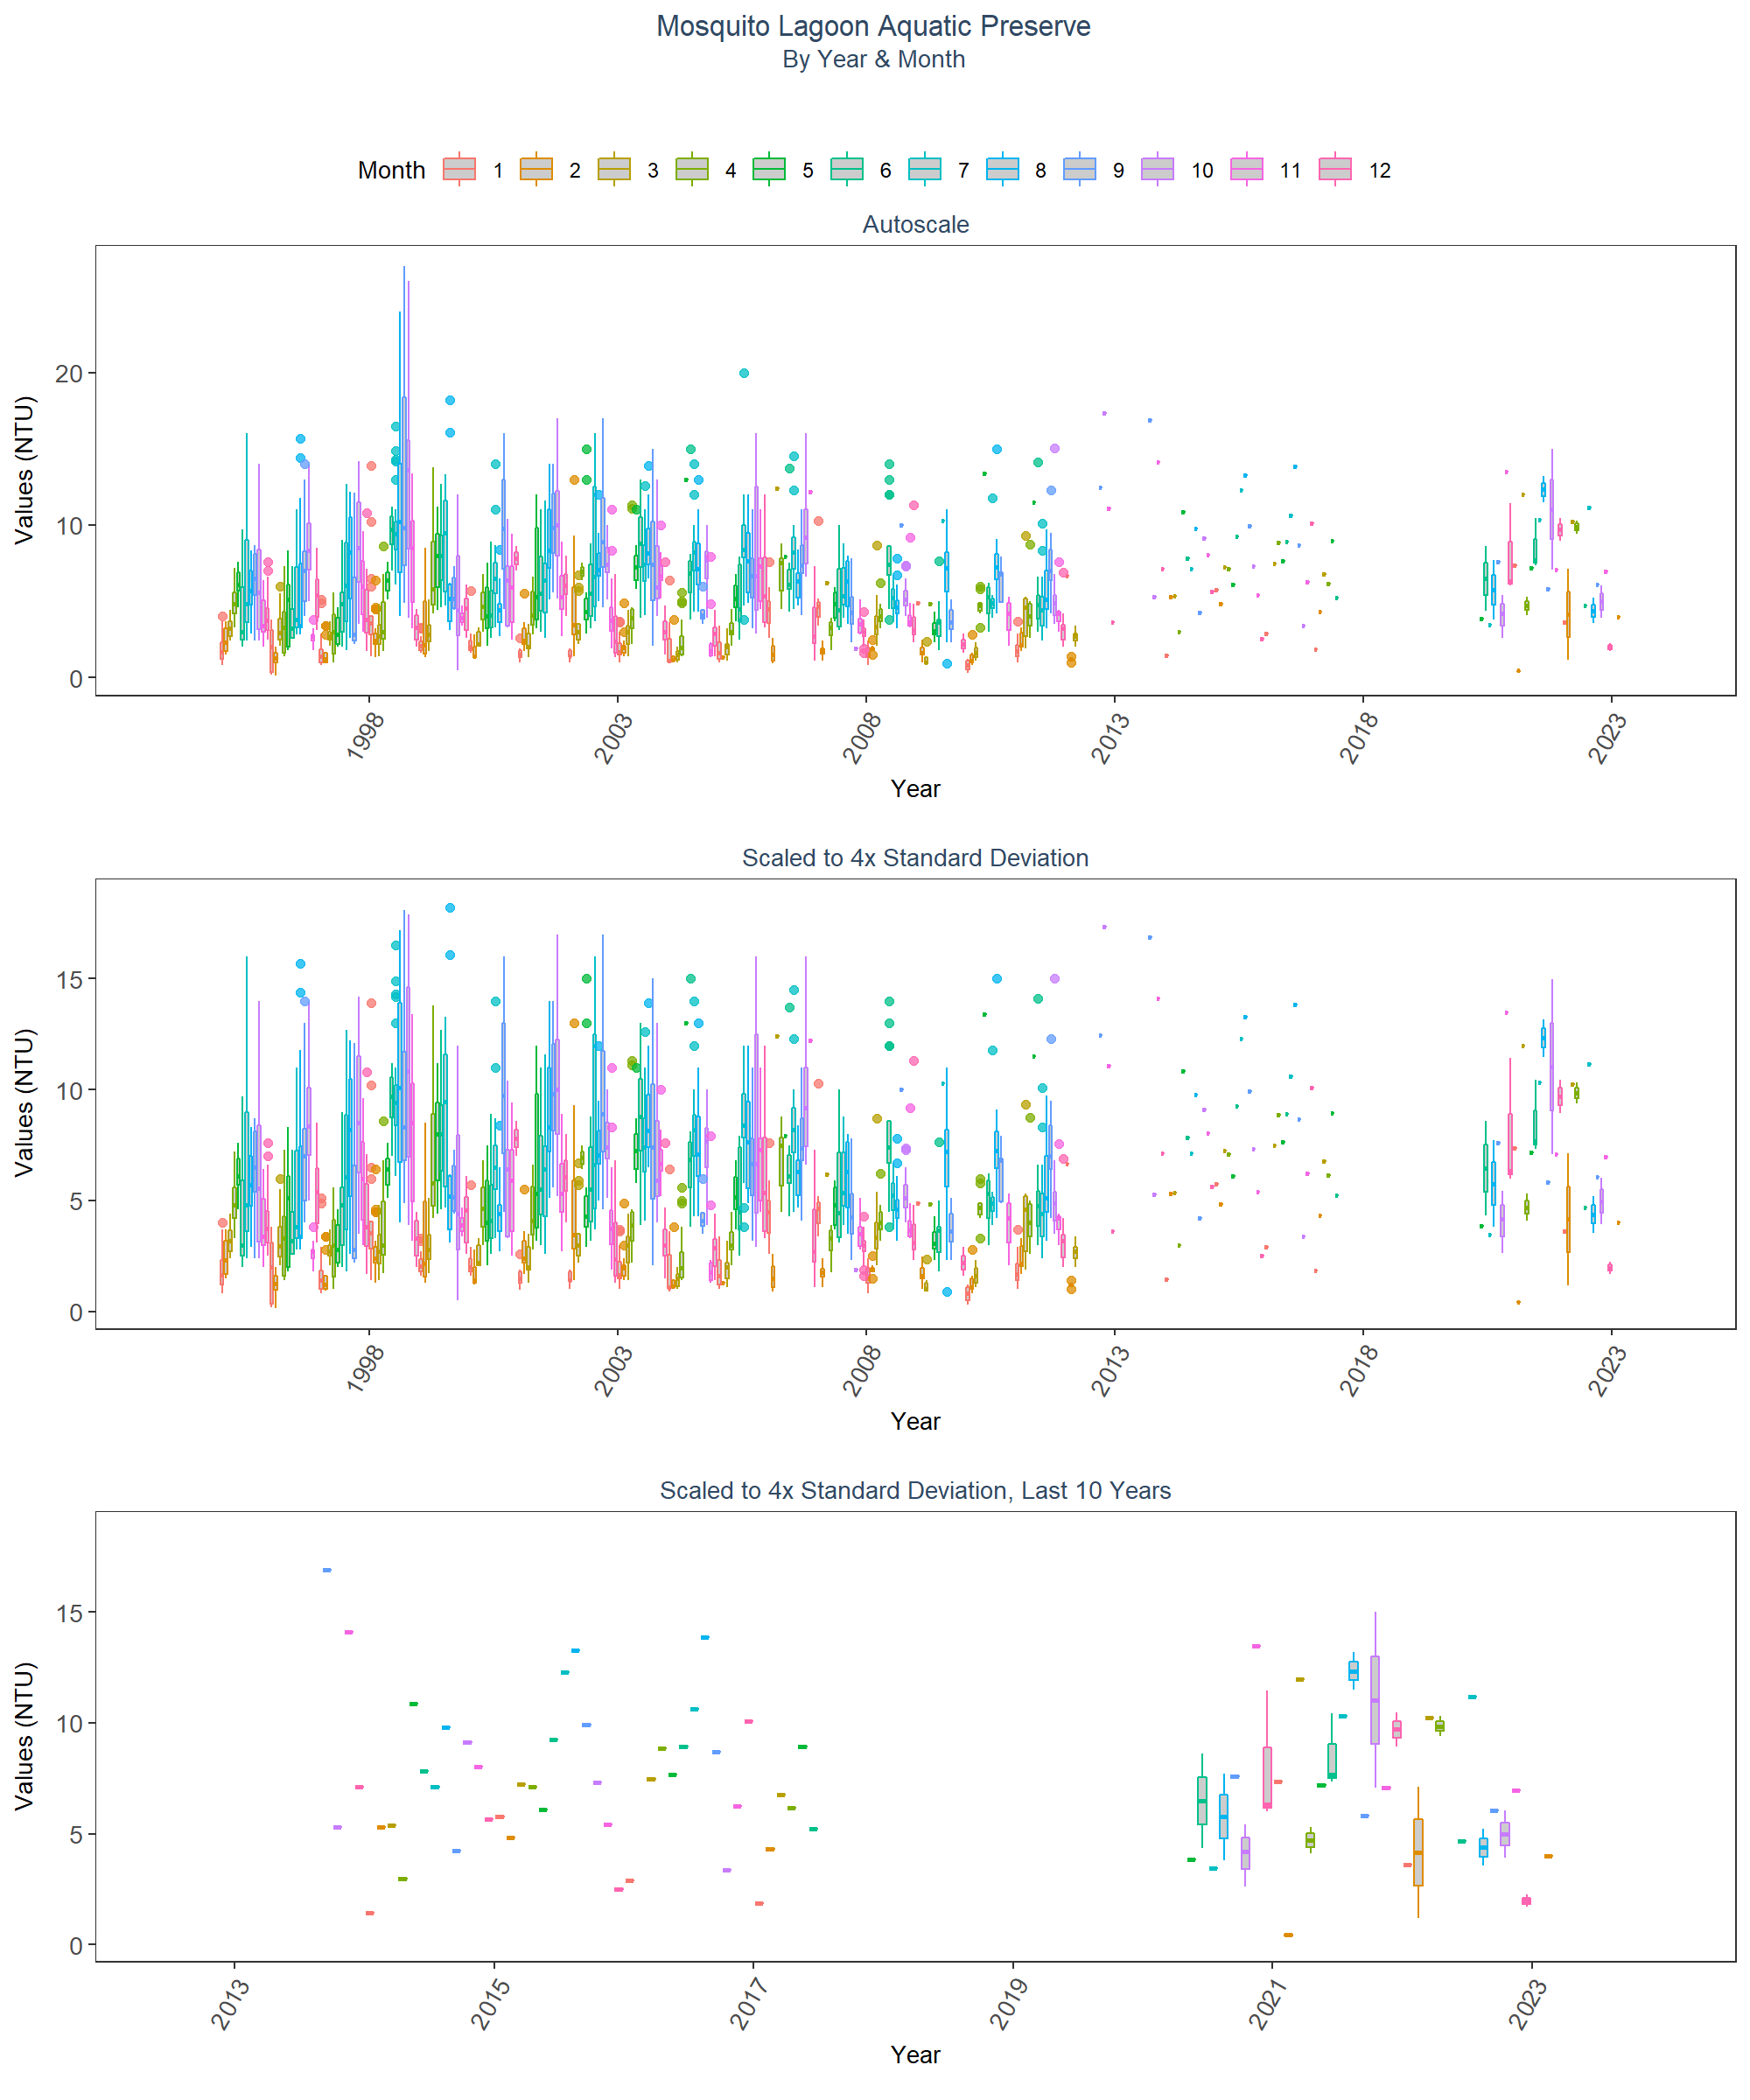 Mosquito Lagoon Aquatic Preserve
By Year & Month
Month 1 2 3 4 5 6 7 8 9 10 11 12
Autoscale
Values (NTU)
20
10
0
1998 2003 2008 2013 2018 2023
Year
Scaled to 4x Standard Deviation
Values (NTU)
15
10
5
0
1998 2003 2008 2013 2018 2023
Year
Scaled to 4x Standard Deviation, Last 10 Years
Values (NTU)
15
10
5
0
2013 2015 2017 2019 2021 2023
Year